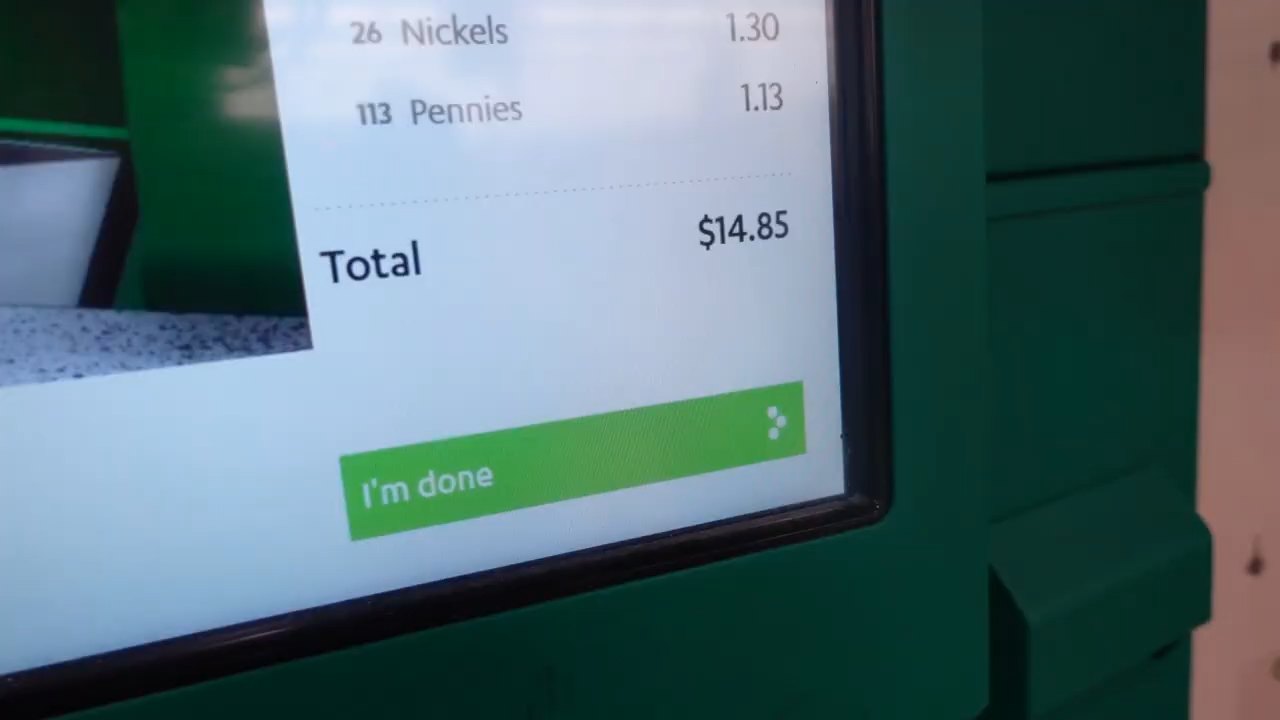 26 Nickels 1.30
113 Pennies 1.13
Total $14.85
I'm done